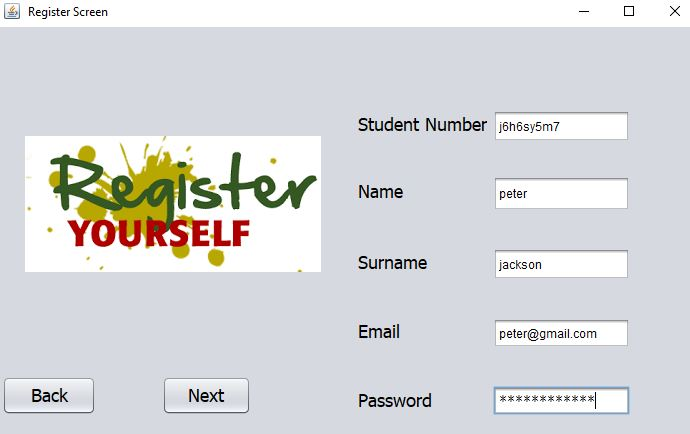 Register Screen
Register
YOURSELF
Student Number j6h6sy5m7
Name peter
Surname jackson
Email peter@gmail.com
Password ************
Back Next